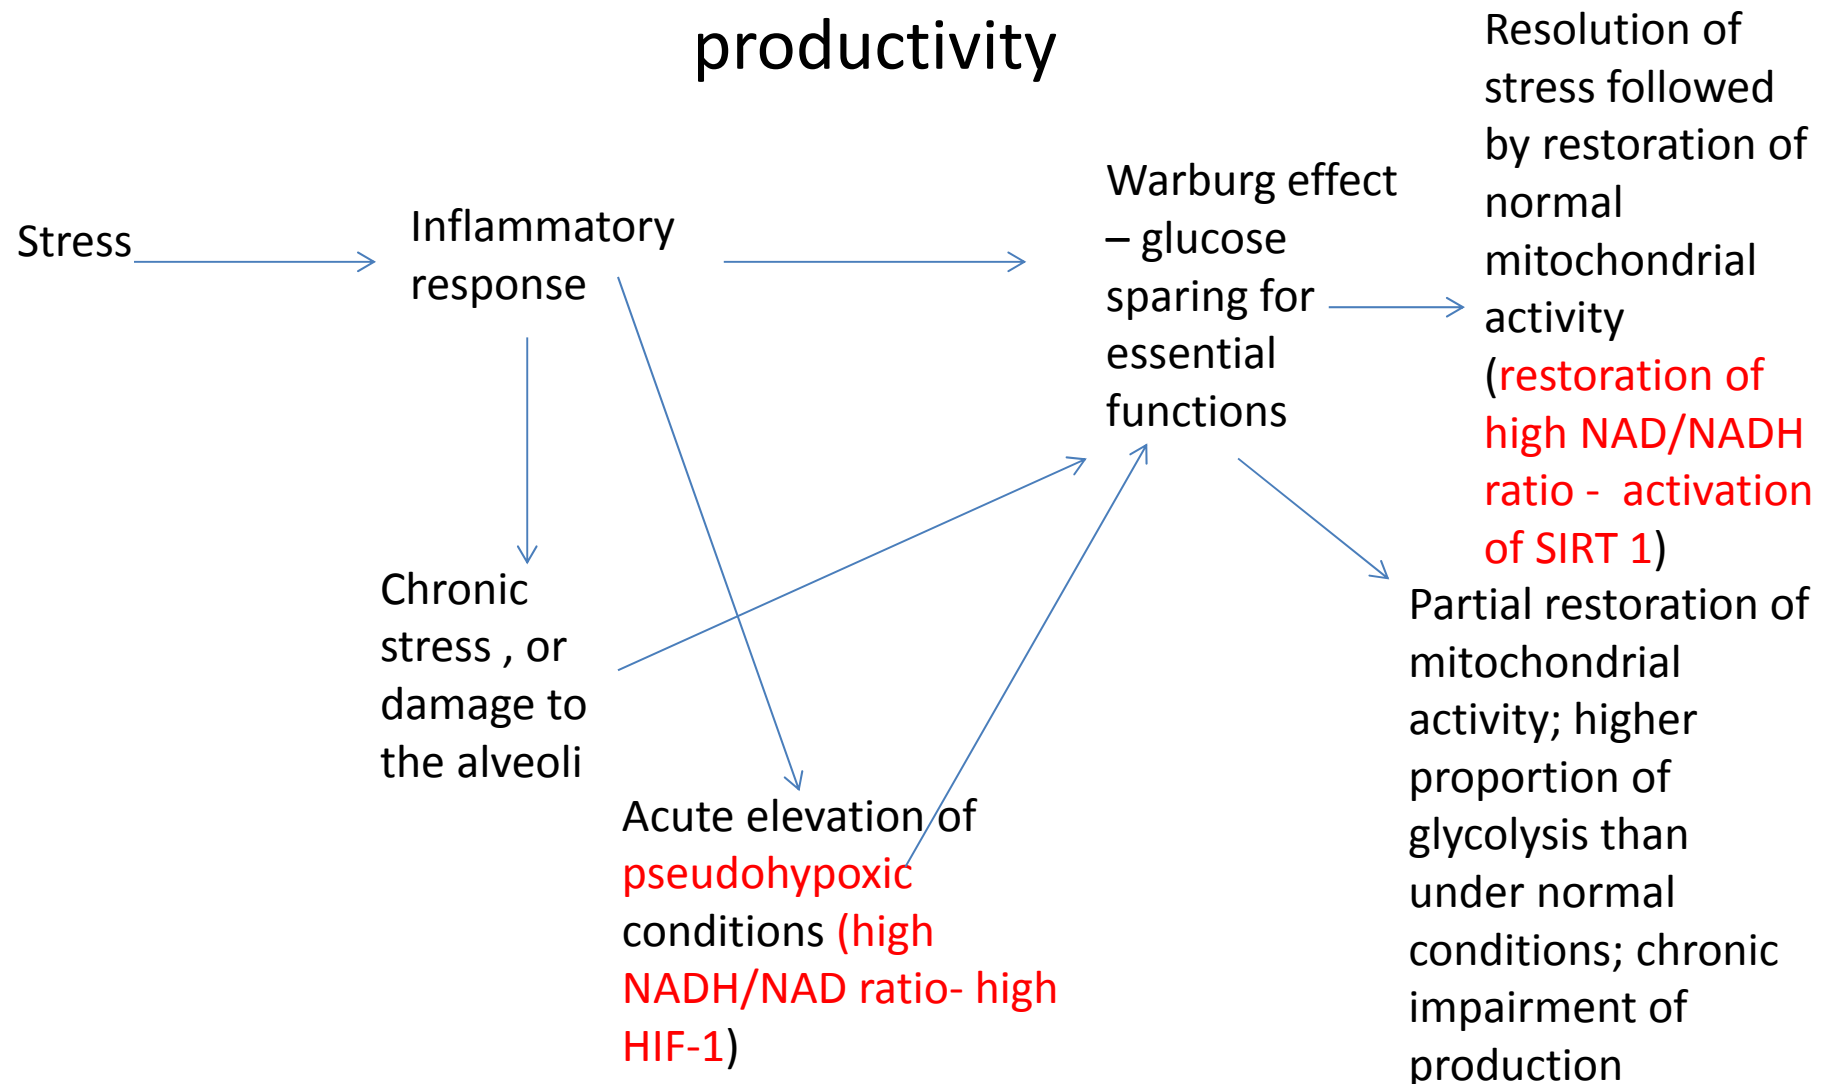 productivity
Stress
Inflammatory
response
Warburg effect
– glucose
sparing for
essential
functions
Resolution of
stress followed
by restoration of
normal
mitochondrial
activity
(restoration of
high NAD/NADH
ratio -  activation
of SIRT 1)
Chronic
stress , or
damage to
the alveoli
Acute elevation of
pseudohypoxic
conditions (high
NADH/NAD ratio- high
HIF-1)
Partial restoration of
mitochondrial
activity; higher
proportion of
glycolysis than
under normal
conditions; chronic
impairment of
production